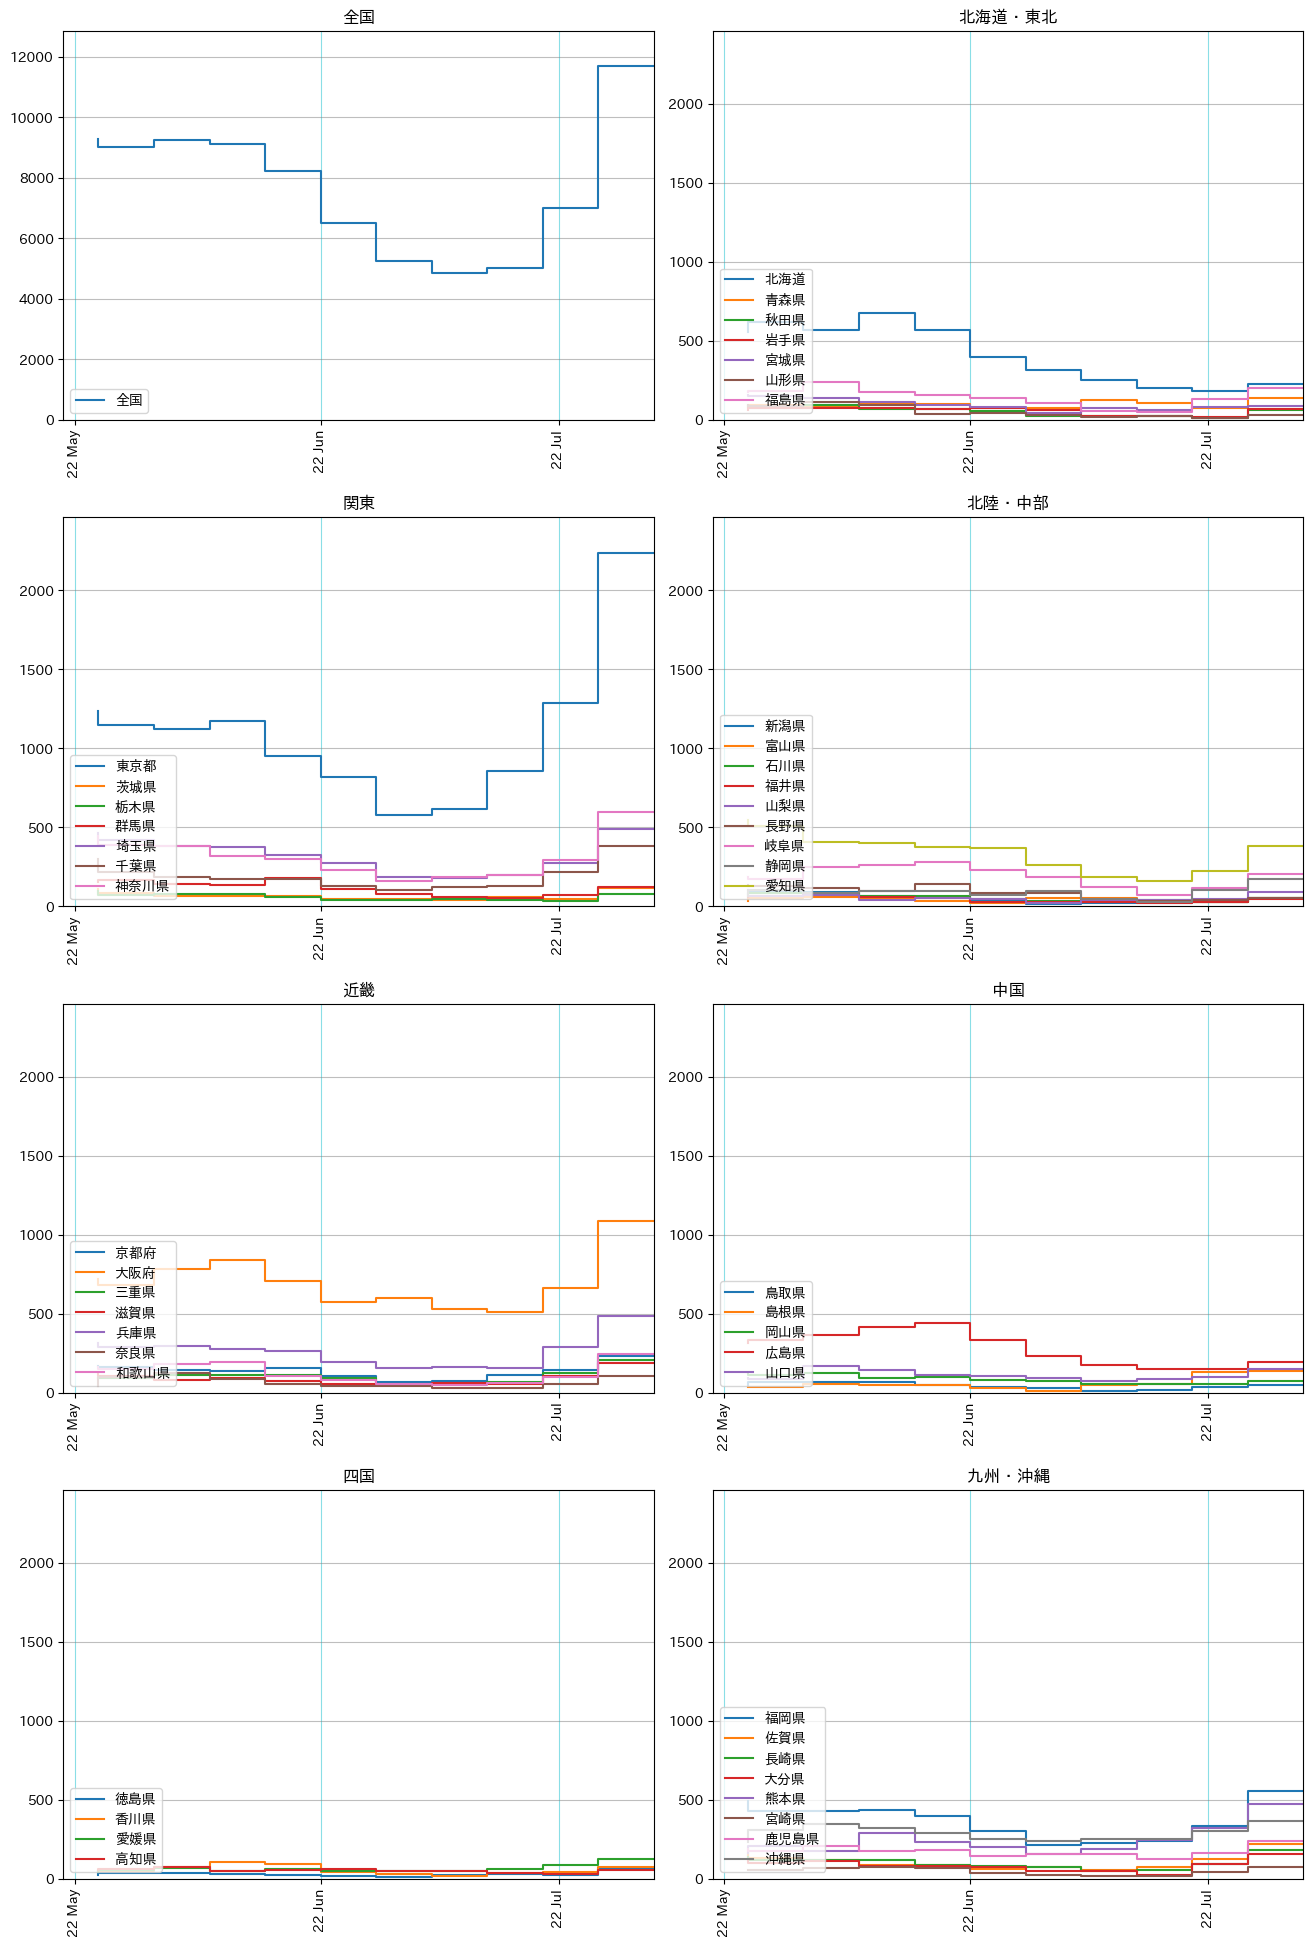 全国
12000
10000
8000
6000
4000
2000
0
全国
22 May
22 Jun
22 Jul
北海道・東北
2000
1500
1000
500
0
北海道
青森県
秋田県
岩手県
宮城県
山形県
福島県
22 May
22 Jun
22 Jul
関東
2000
1500
1000
500
0
東京都
茨城県
栃木県
群馬県
埼玉県
千葉県
神奈川県
22 May
22 Jun
22 Jul
北陸・中部
2000
1500
1000
500
0
新潟県
富山県
石川県
福井県
山梨県
長野県
岐阜県
静岡県
愛知県
22 May
22 Jun
22 Jul
近畿
2000
1500
1000
500
0
京都府
大阪府
三重県
滋賀県
兵庫県
奈良県
和歌山県
22 May
22 Jun
22 Jul
中国
2000
1500
1000
500
0
鳥取県
島根県
岡山県
広島県
山口県
22 May
22 Jun
22 Jul
四国
2000
1500
1000
500
0
徳島県
香川県
愛媛県
高知県
22 May
22 Jun
22 Jul
九州・沖縄
2000
1500
1000
500
0
福岡県
佐賀県
長崎県
大分県
熊本県
宮崎県
鹿児島県
沖縄県
22 May
22 Jun
22 Jul